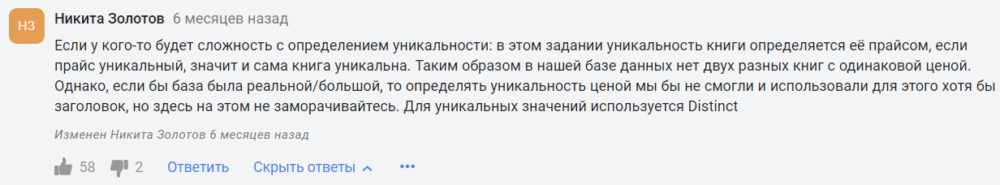 НЗ
Никита Золотов 6 месяцев назад
Если у кого-то будет сложность с определением уникальности: в этом задании уникальность книги определяется её прайсом, если
прайс уникальный, значит и сама книга уникальна. Таким образом в нашей базе данных нет двух разных книг с одинаковой ценой.
Однако, если бы база была реальной/большой, то определять уникальность ценой мы бы не смогли и использовали для этого хотя бы
заголовок, но здесь на этом не заморачивайтесь. Для уникальных значений используется Distinct
Изменен Никита Золотов 6 месяцев назад
58 2 Ответить Скрыть ответы